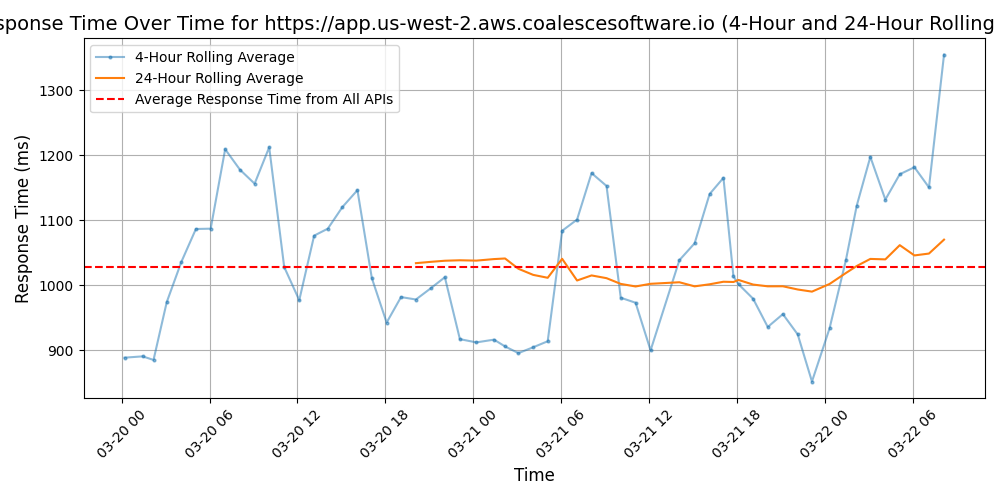 sponse Time Over Time for https://app.us-west-2.aws.coalescesoftware.io (4-Hour and 24-Hour Rolling
4-Hour Rolling Average
24-Hour Rolling Average
Average Response Time from All APIs
Response Time (ms)
1300
1200
1100
1000
900
03-20 00
03-20 06
03-20 12
03-20 18
03-21 00
03-21 06
03-21 12
03-21 18
03-22 00
03-22 06
Time